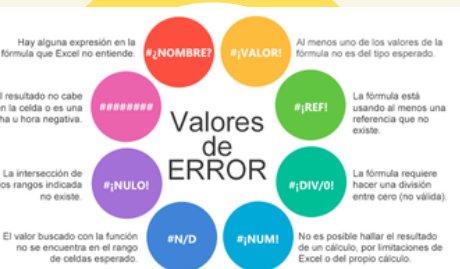 Hay alguna expresión en la
fórmula que Excel no entiende.
#¿NOMBRE?
#¡VALOR!
Al menos uno de los valores de la
fórmula no es del tipo esperado.
resultado no cabe
en la celda o es una
u hora negativa.
########
#¡REF!
La fórmula está
usando al menos una
referencia que no
existe.
Valores
de
ERROR
La intersección de
rangos indicada
no existe.
#¡NULO!
#¡DIV/0!
La fórmula requiere
hacer una división
entre cero (no válida).
El valor buscado con la función
no se encuentra en el rango
de celdas esperado.
#N/D
#¡NUM!
No es posible hallar el resultado
de un cálculo, por limitaciones de
Excel o del propio cálculo.